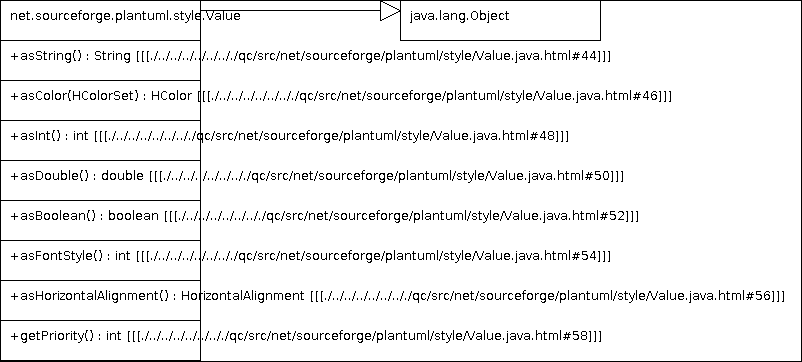 net.sourceforge.plantuml.style.Value
java.lang.Object
+asString() : String [[[./../../../../../../../qc/src/net/sourceforge/plantuml/style/Value.java.html#44]]]
+asColor(HColorSet) : HColor [[[./../../../../../../../qc/src/net/sourceforge/plantuml/style/Value.java.html#46]]]
+asInt() : int [[[./../../../../../../../qc/src/net/sourceforge/plantuml/style/Value.java.html#48]]]
+asDouble() : double [[[./../../../../../../../qc/src/net/sourceforge/plantuml/style/Value.java.html#50]]]
+asBoolean() : boolean [[[./../../../../../../../qc/src/net/sourceforge/plantuml/style/Value.java.html#52]]]
+asFontStyle() : int [[[./../../../../../../../qc/src/net/sourceforge/plantuml/style/Value.java.html#54]]]
+asHorizontalAlignment() : HorizontalAlignment [[[./../../../../../../../qc/src/net/sourceforge/plantuml/style/Value.java.html#56]]]
+getPriority() : int [[[./../../../../../../../qc/src/net/sourceforge/plantuml/style/Value.java.html#58]]]